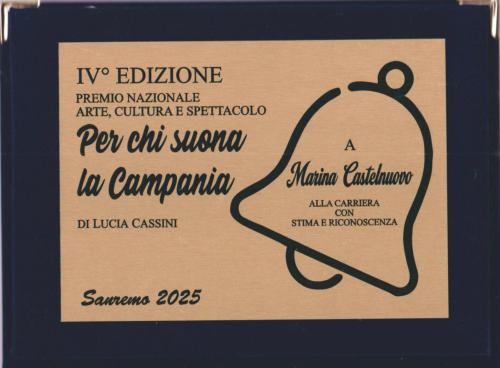 IV° EDIZIONE
PREMIO NAZIONALE
ARTE, CULTURA E SPETTACOLO
Per chi suona
la Campania
DI LUCIA CASSINI
A
Marina Castelnuovo
ALLA CARRIERA
CON
STIMA E RICONOSCENZA
Sanremo 2025